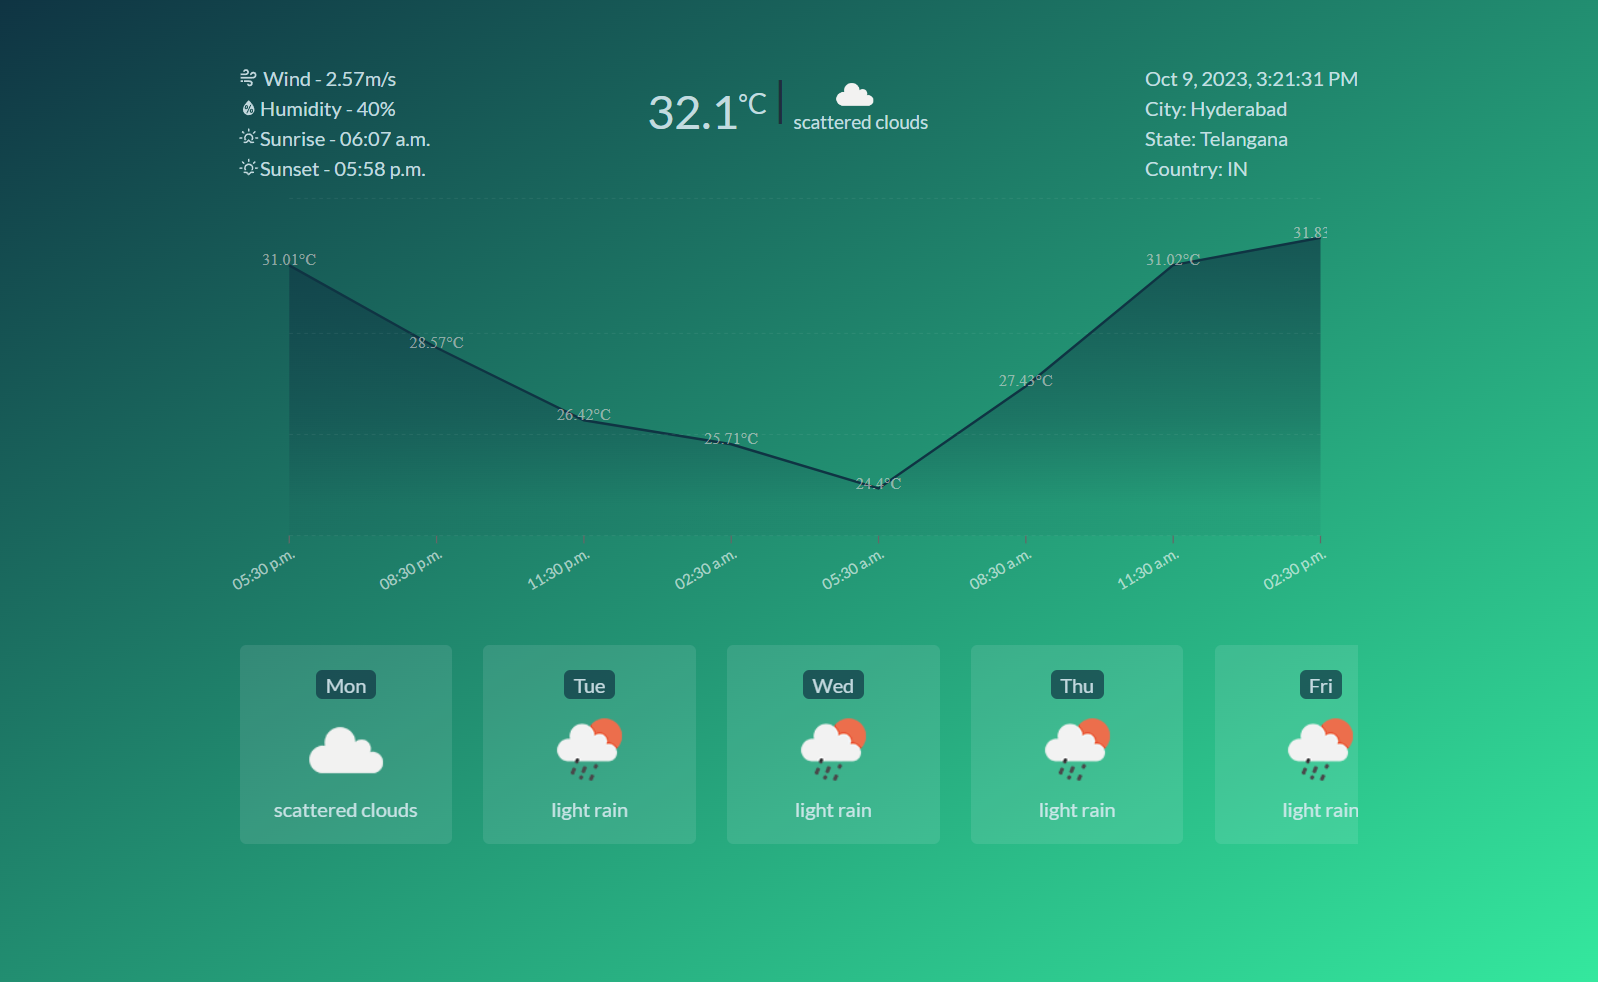 Wind - 2.57m/s
Humidity - 40%
Sunrise - 06:07 a.m.
Sunset - 05:58 p.m.
32.1°C
scattered clouds
Oct 9, 2023, 3:21:31 PM
City: Hyderabad
State: Telangana
Country: IN
31.01°C
28.57°C
26.42°C
25.71°C
24.4°C
27.43°C
31.02°C
31.83
05:30 p.m.
08:30 p.m.
11:30 p.m.
02:30 a.m.
05:30 a.m.
08:30 a.m.
11:30 a.m.
02:30 p.m.
Mon
scattered clouds
Tue
light rain
Wed
light rain
Thu
light rain
Fri
light rain